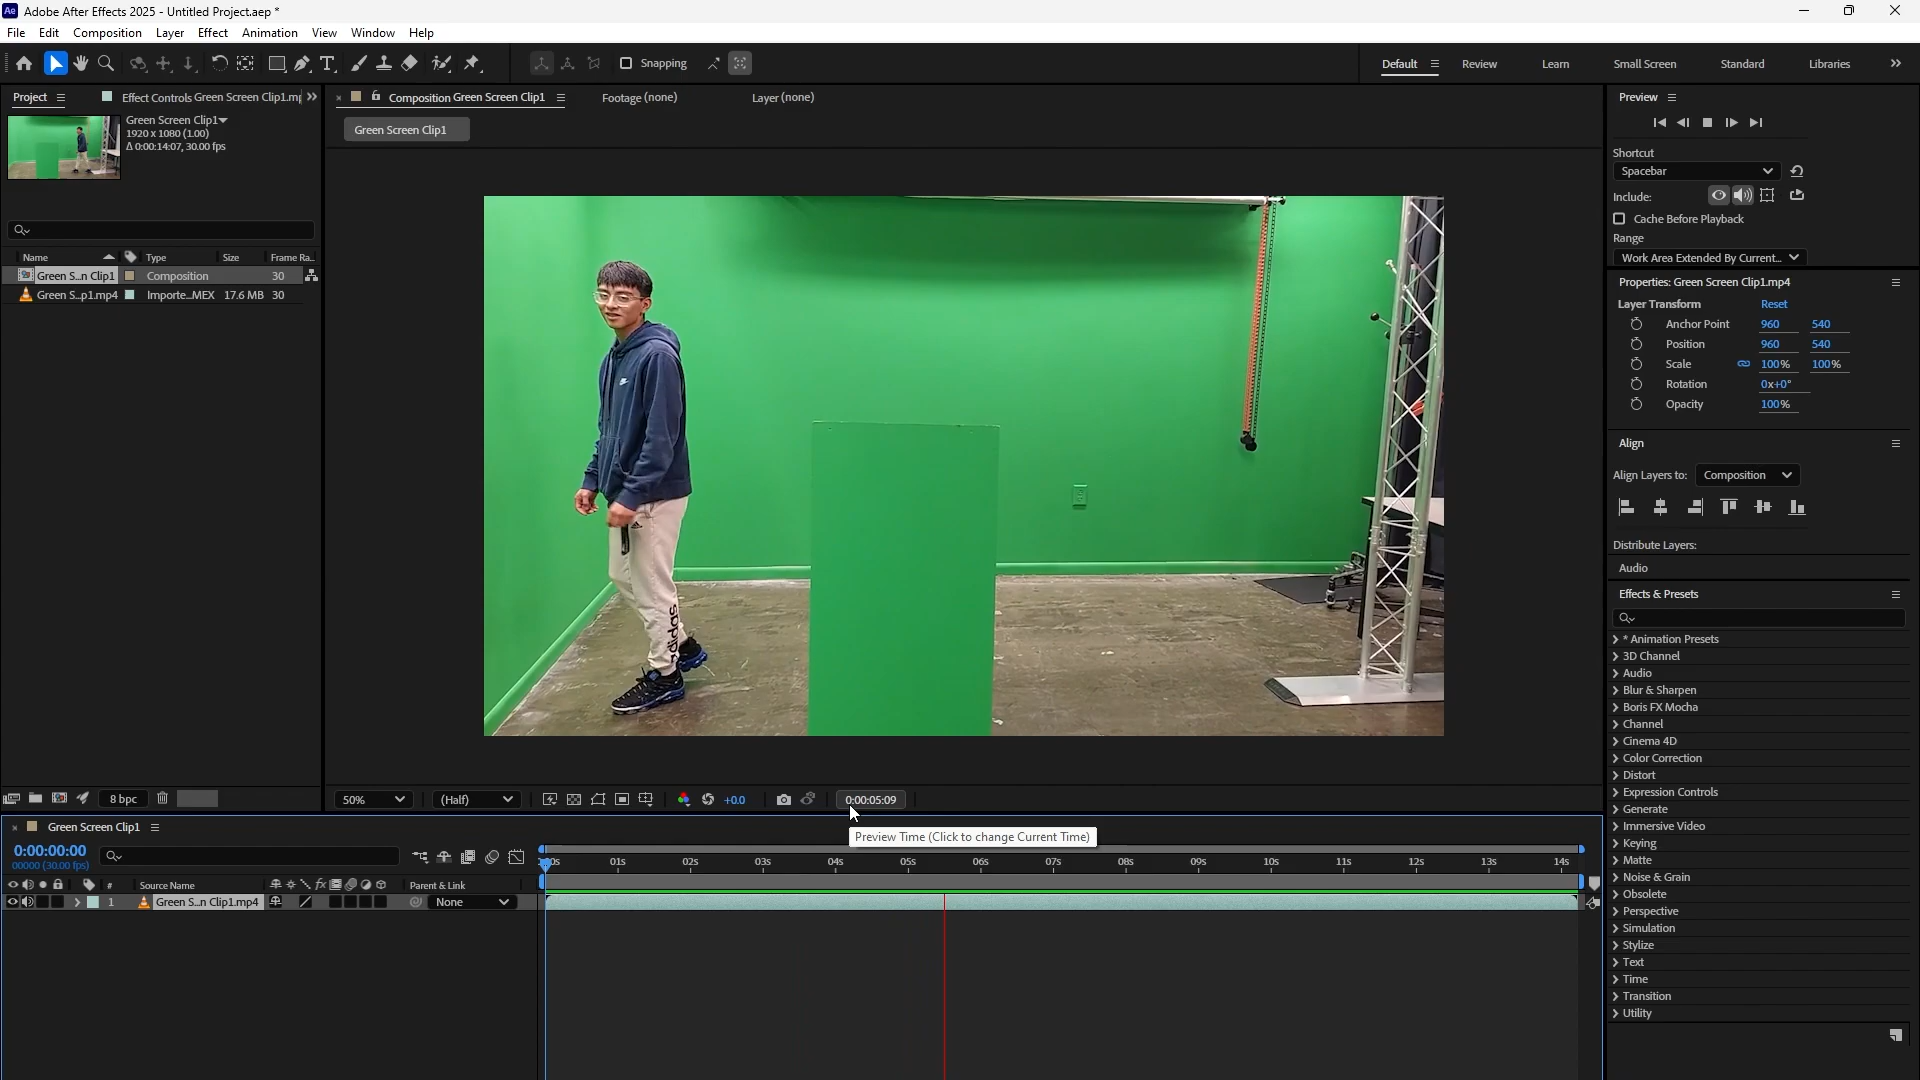 Adobe After Effects 2025 - Untitled Project.aep *
File Edit Composition Layer Effect Animation View Window Help
Snapping
Default Review Learn Small Screen Standard Libraries
Project Effect Controls Green Screen Clip1.mp
Composition Green Screen Clip1 Footage (none) Layer (none)
Green Screen Clip1
Green Screen Clip1
1920 x 1080 (1.00)
Δ 0:00:14:07, 30.00 fps
Name Type Size Frame Ra..
Green S...n Clip1 Composition 30
Green S...p1.mp4 Importe...MEX 17.6 MB 30
adidas
8 bpc
50% (Half) +0.0 0:00:05:09
Preview Time (Click to change Current Time)
Preview
Shortcut
Spacebar
Include:
Cache Before Playback
Range
Work Area Extended By Current...
Properties: Green Screen Clip1.mp4
Layer Transform Reset
Anchor Point 960 540
Position 960 540
Scale 100% 100%
Rotation 0x+0°
Opacity 100%
Align
Align Layers to: Composition
Distribute Layers:
Audio
Effects & Presets
* Animation Presets
3D Channel
Audio
Blur & Sharpen
Boris FX Mocha
Channel
Cinema 4D
Color Correction
Distort
Expression Controls
Generate
Immersive Video
Keying
Matte
Noise & Grain
Obsolete
Perspective
Simulation
Stylize
Text
Time
Transition
Utility
Green Screen Clip1
0:00:00:00
00000 (30.00 fps)
# Source Name fx Parent & Link
1 Green S...n Clip1.mp4 None
01s 02s 03s 04s 05s 06s 07s 08s 09s 10s 11s 12s 13s 14s